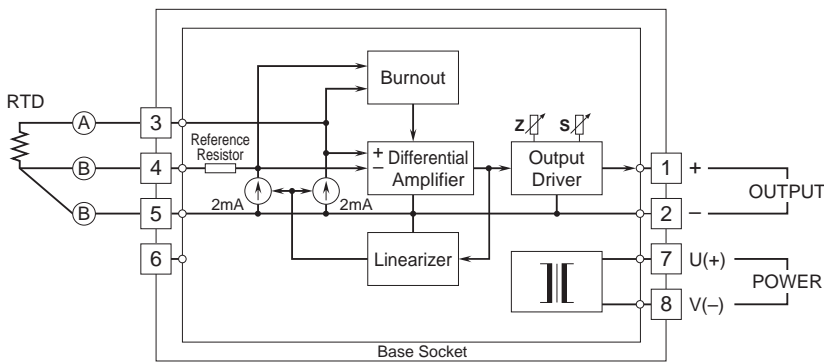 RTD
A
3
B
4
B
5
6
Reference
Resistor
Burnout
+
−
Differential
Amplifier
2mA
2mA
Linearizer
Z
S
Output
Driver
1
+
2
–
OUTPUT
7
U(+)
8
V(–)
POWER
Base Socket